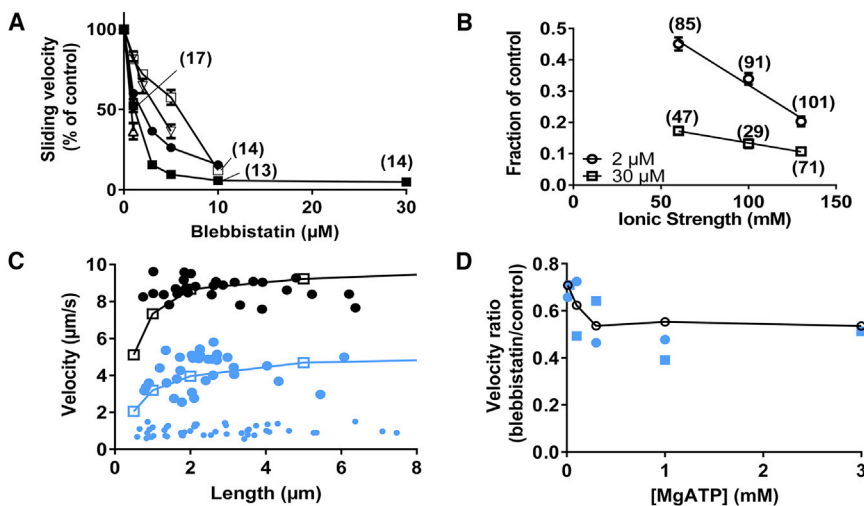 A
Sliding velocity
(% of control)
100
50
0
(17)
(14)
(13)
(14)
0
10
20
30
Blebbistatin (µM)
B
Fraction of control
0.5
0.4
0.3
0.2
0.1
0.0
(85)
(91)
(101)
(47)
(29)
(71)
2 µM
30 µM
0
50
100
150
Ionic Strength (mM)
C
Velocity (µm/s)
10
8
6
4
2
0
0
2
4
6
8
Length (µm)
D
Velocity ratio
(blebbistatin/control)
0.8
0.6
0.4
0.2
0.0
0
1
2
3
[MgATP] (mM)